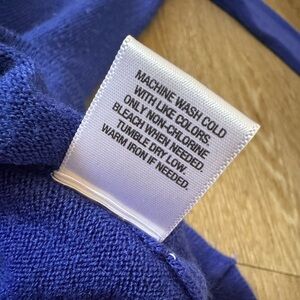 MACHINE WASH COLD
WITH LIKE COLORS.
ONLY NON-CHLORINE
BLEACH WHEN NEEDED.
TUMBLE DRY LOW.
WARM IRON IF NEEDED.